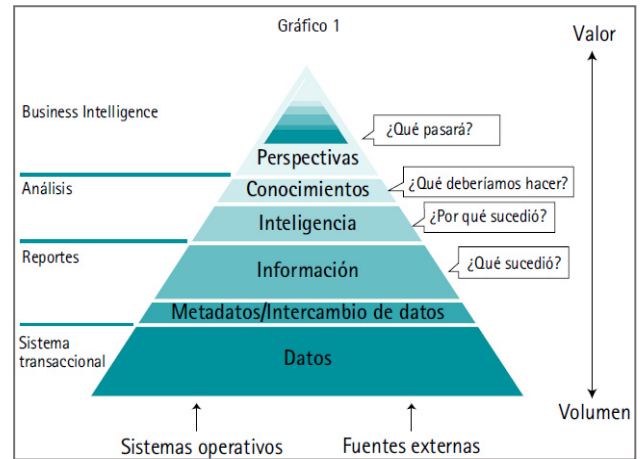 Gráfico 1
Valor
Business Intelligence
¿Qué pasará?
Perspectivas
Análisis
Conocimientos
¿Qué deberíamos hacer?
Inteligencia
¿Por qué sucedió?
Reportes
Información
¿Qué sucedió?
Metadatos/Intercambio de datos
Sistema
transaccional
Datos
Volumen
Sistemas operativos
Fuentes externas